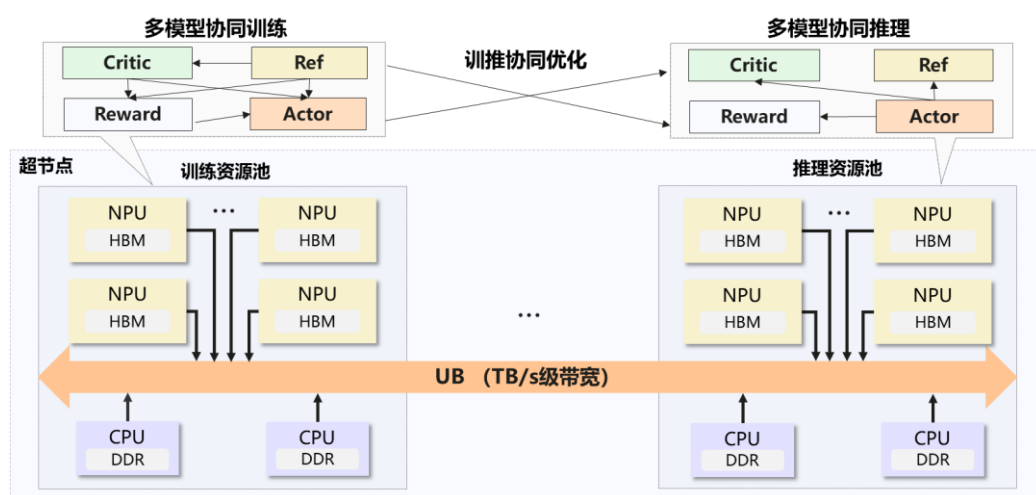 多模型协同训练
Critic
Ref
Reward
Actor
训推协同优化
多模型协同推理
Critic
Ref
Reward
Actor
超节点
训练资源池
推理资源池
NPU
HBM
...
NPU
HBM
NPU
HBM
...
NPU
HBM
NPU
HBM
NPU
HBM
...
NPU
HBM
NPU
HBM
UB （TB/s级带宽）
CPU
DDR
CPU
DDR
CPU
DDR
CPU
DDR